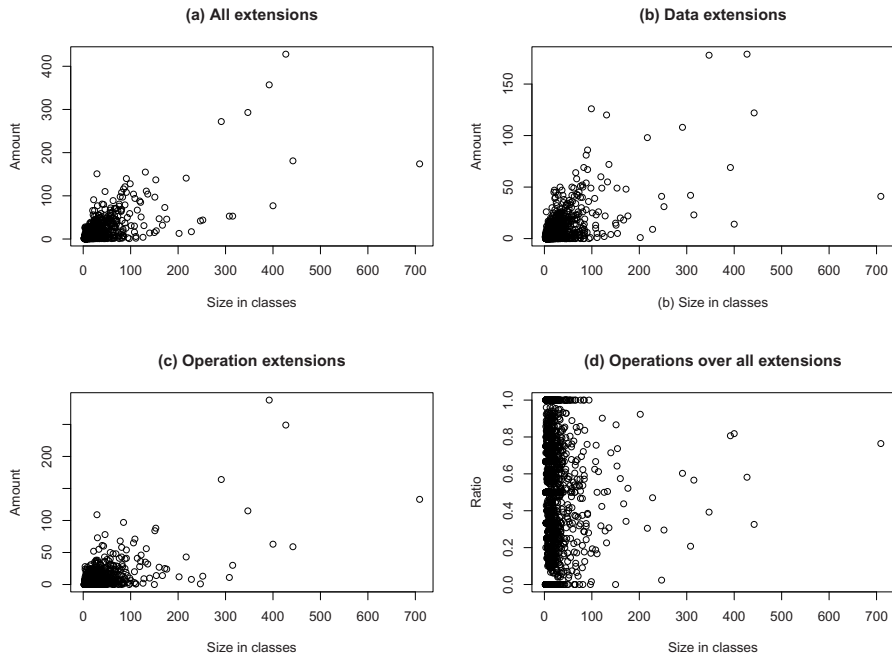 (a) All extensions
Amount
0 100 200 300 400
0 100 200 300 400 500 600 700
Size in classes
(b) Data extensions
Amount
0 50 100 150
0 100 200 300 400 500 600 700
(b) Size in classes
(c) Operation extensions
Amount
0 50 100 200
0 100 200 300 400 500 600 700
Size in classes
(d) Operations over all extensions
Ratio
0.0 0.2 0.4 0.6 0.8 1.0
0 100 200 300 400 500 600 700
Size in classes